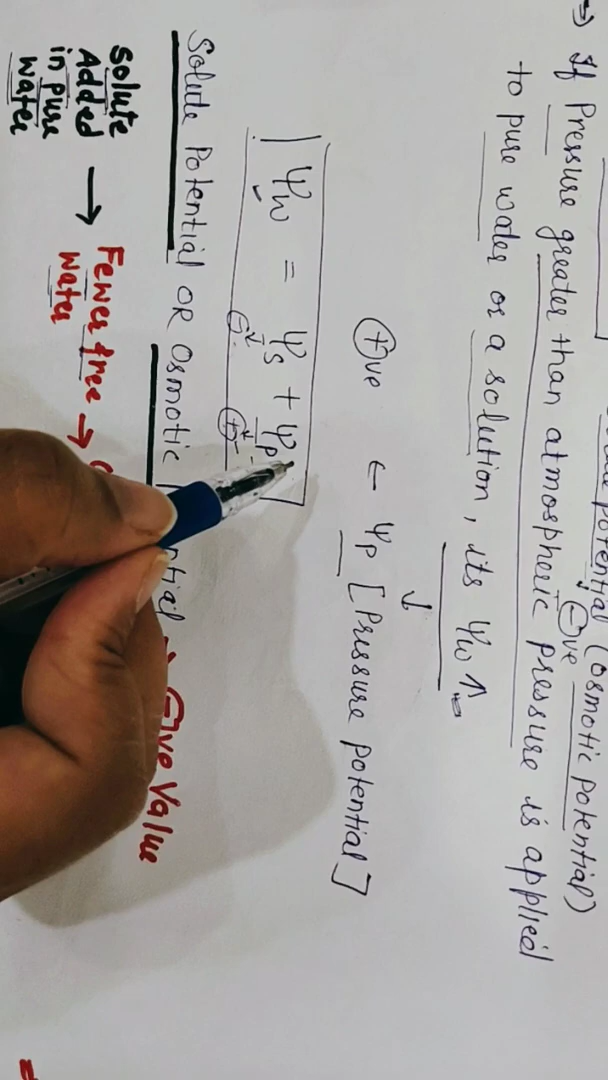 Potential (Osmotic Potential)
⊖ve
⇒ If Pressure greater than atmospheric pressure is applied
to pure water or a solution, its Ψw ↑
↓
⊕ve ← Ψp [Pressure potential]
Ψw = Ψs + Ψp
⊖ ⊕
Solute Potential OR Osmotic → ⊖ve Value
Solute Added in pure water → Fewer free water →